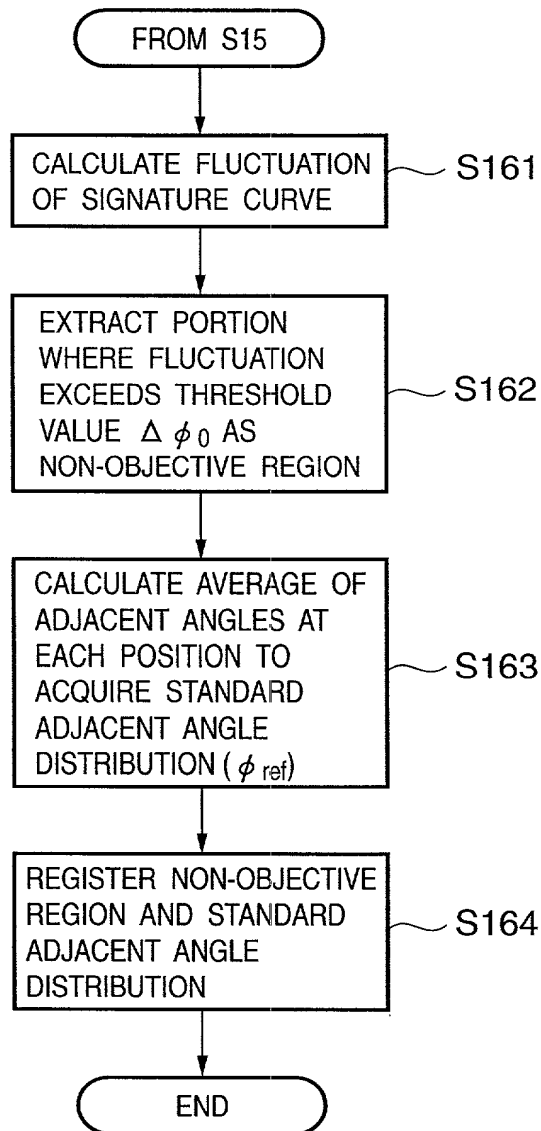 FROM S15
CALCULATE FLUCTUATION
OF SIGNATURE CURVE
S161
EXTRACT PORTION
WHERE FLUCTUATION
EXCEEDS THRESHOLD
VALUE Δ ϕ 0 AS
NON-OBJECTIVE REGION
S162
CALCULATE AVERAGE OF
ADJACENT ANGLES AT
EACH POSITION TO
ACQUIRE STANDARD
ADJACENT ANGLE
DISTRIBUTION ( ϕ ref)
S163
REGISTER NON-OBJECTIVE
REGION AND STANDARD
ADJACENT ANGLE
DISTRIBUTION
S164
END